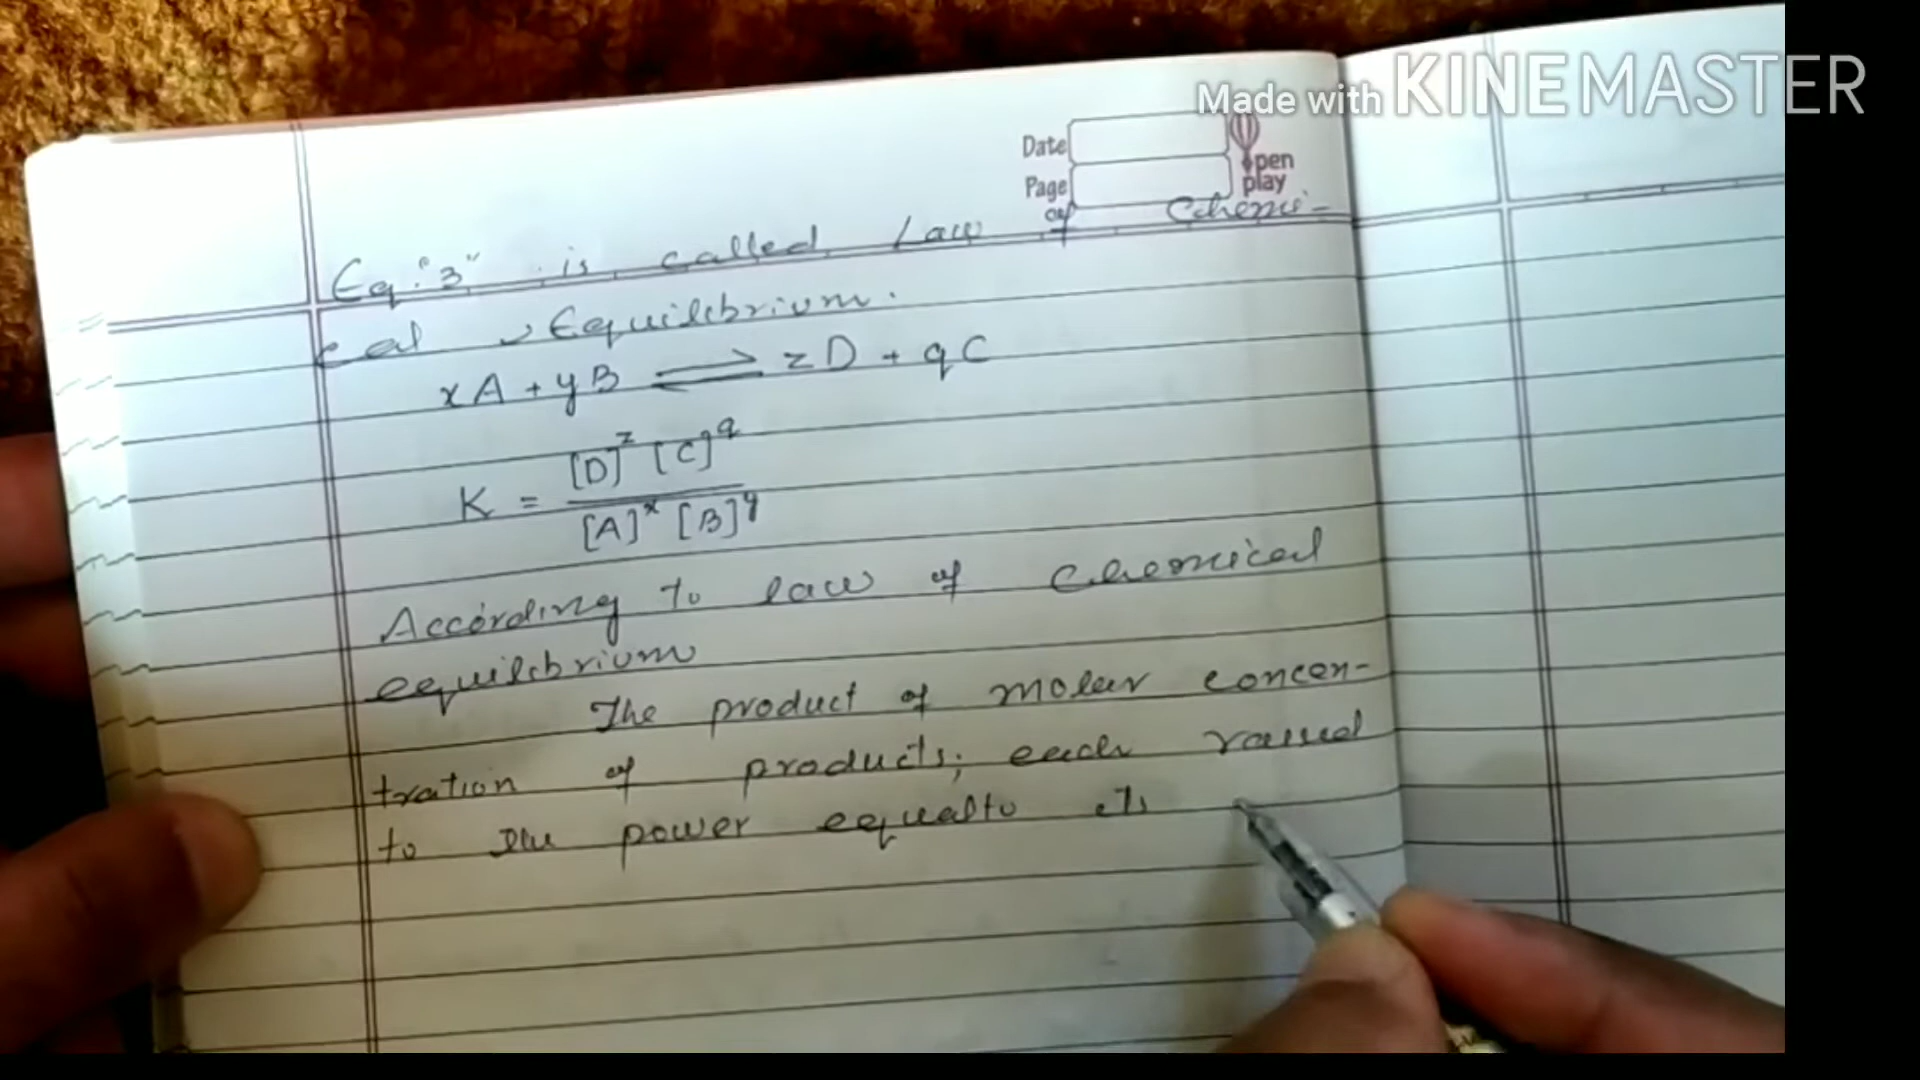 Made with KINEMASTER
Date
Page
open
play
Eq: "3" is called Law of Chemi-
cal Equilibrium.
xA + yB ⇌ zD + qC
K = [D]^z [C]^q / [A]^x [B]^y
According to law of chemical
equilibrium
The product of molar concen-
tration of products, each raised
to the power equal to its